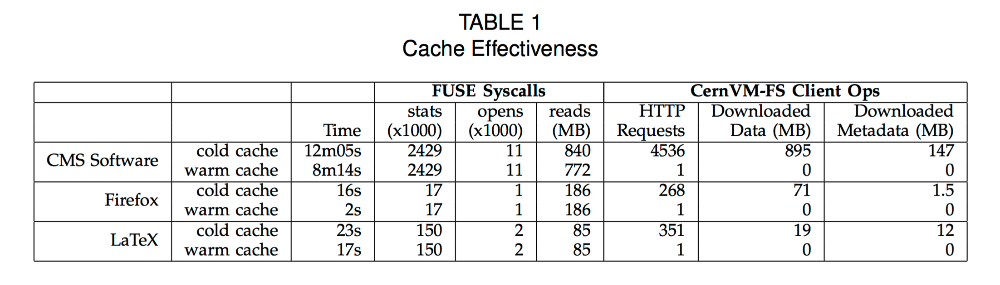 TABLE 1
Cache Effectiveness
FUSE Syscalls CernVM-FS Client Ops
stats opens reads HTTP Downloaded Downloaded
Time (x1000) (x1000) (MB) Requests Data (MB) Metadata (MB)
CMS Software
cold cache 12m05s 2429 11 840 4536 895 147
warm cache 8m14s 2429 11 772 1 0 0
Firefox
cold cache 16s 17 1 186 268 71 1.5
warm cache 2s 17 1 186 1 0 0
LaTeX
cold cache 23s 150 2 85 351 19 12
warm cache 17s 150 2 85 1 0 0